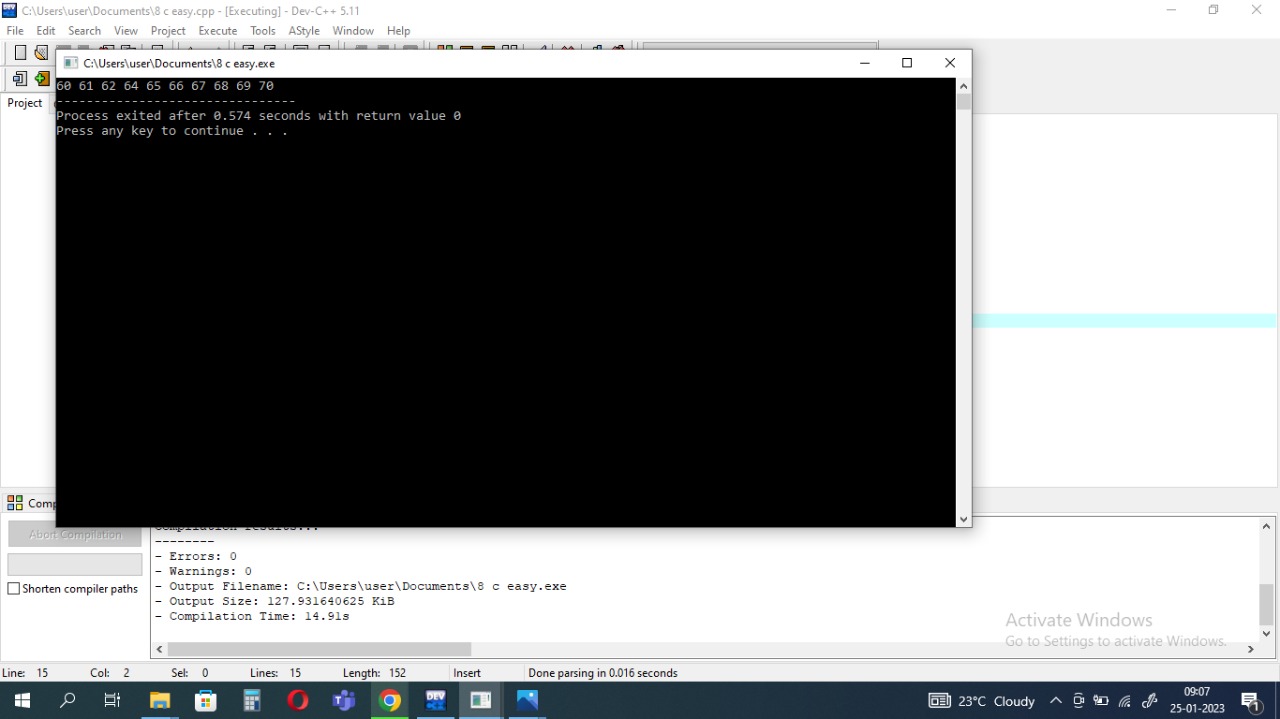 C:\Users\user\Documents\8 c easy.cpp - [Executing] - Dev-C++ 5.11
File Edit Search View Project Execute Tools AStyle Window Help
C:\Users\user\Documents\8 c easy.exe
60 61 62 64 65 66 67 68 69 70
--------------------------------
Process exited after 0.574 seconds with return value 0
Press any key to continue . . .
Project
Compilation results...
--------
- Errors: 0
- Warnings: 0
- Output Filename: C:\Users\user\Documents\8 c easy.exe
- Output Size: 127.931640625 KiB
- Compilation Time: 14.91s
Abort Compilation
Shorten compiler paths
Activate Windows
Go to Settings to activate Windows.
Line: 15 Col: 2 Sel: 0 Lines: 15 Length: 152 Insert Done parsing in 0.016 seconds
DEV
23°C Cloudy
09:07
25-01-2023
1